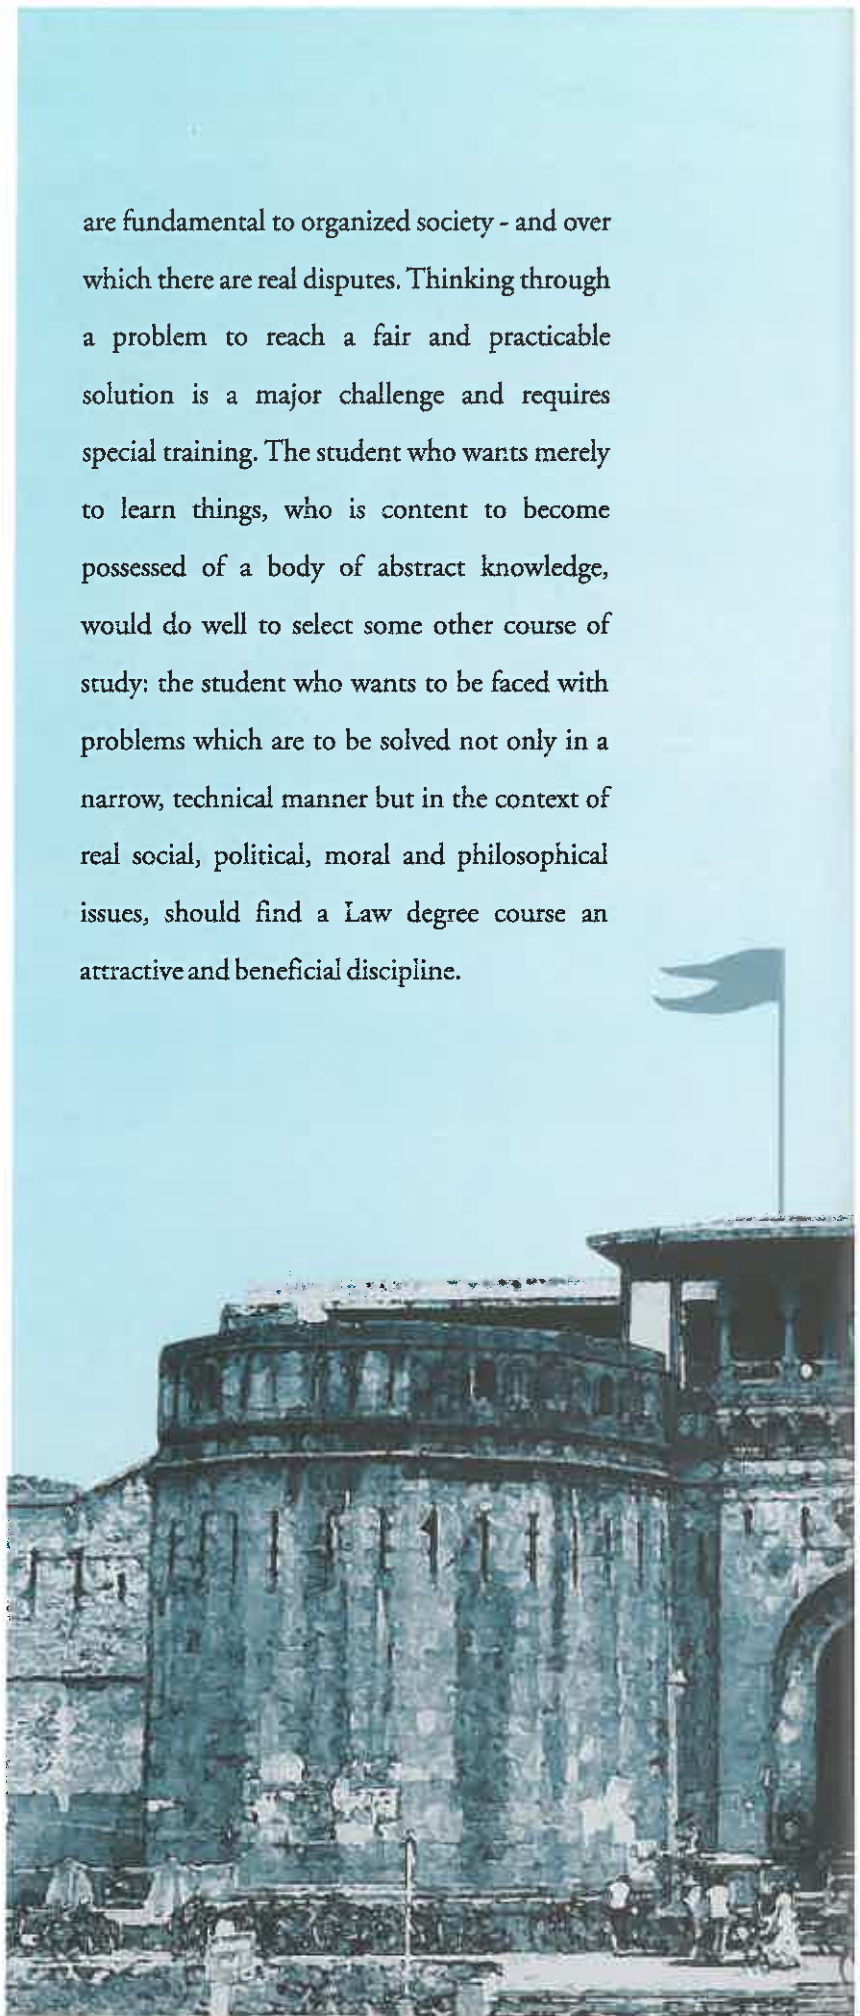 are fundamental to organized society - and over
which there are real disputes. Thinking through
a problem to reach a fair and practicable
solution is a major challenge and requires
special training. The student who wants merely
to learn things, who is content to become
possessed of a body of abstract knowledge,
would do well to select some other course of
study: the student who wants to be faced with
problems which are to be solved not only in a
narrow, technical manner but in the context of
real social, political, moral and philosophical
issues, should find a Law degree course an
attractive and beneficial discipline.